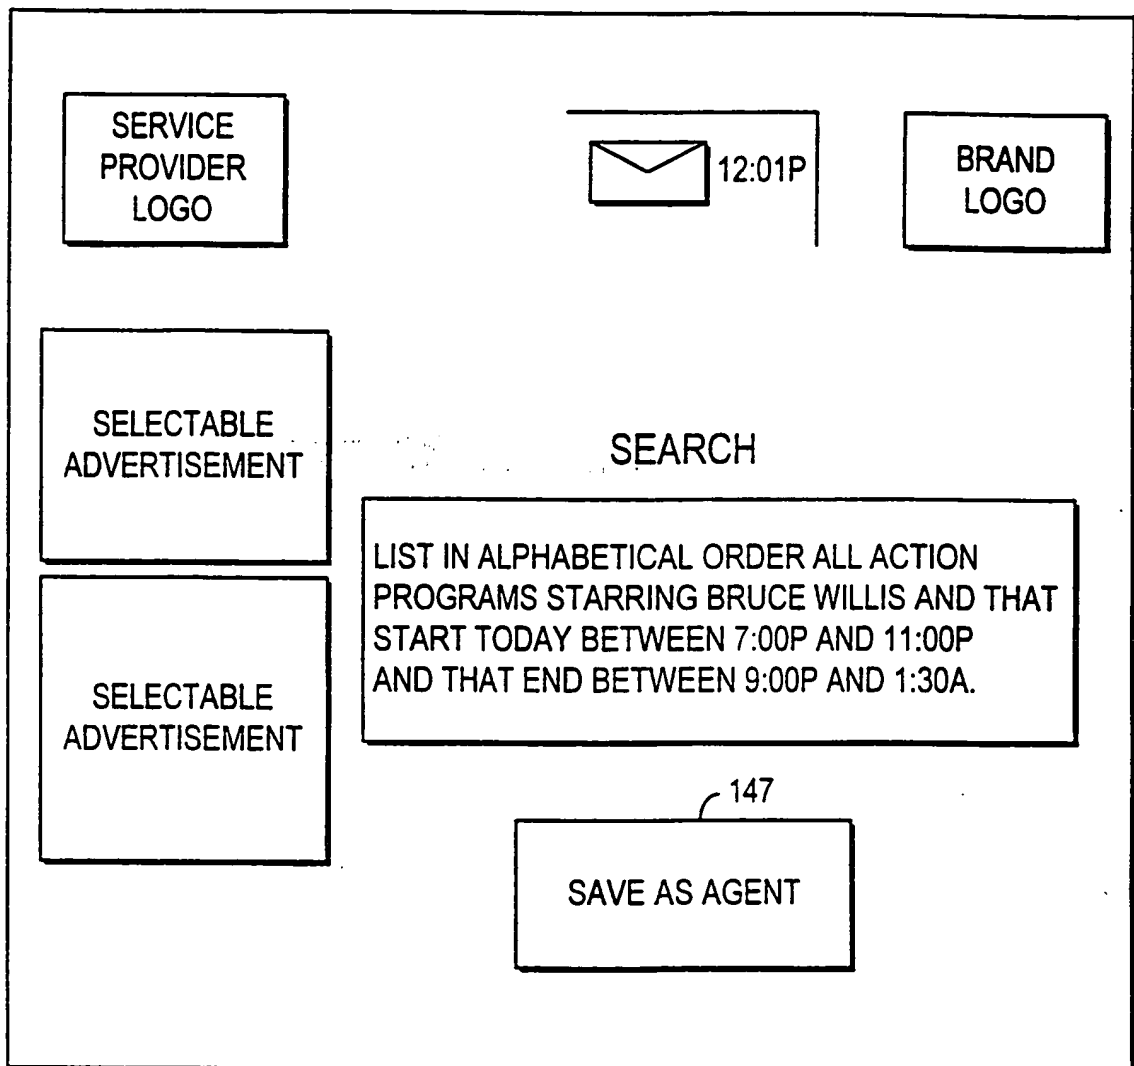 SERVICE
PROVIDER
LOGO
12:01P
BRAND
LOGO
SELECTABLE
ADVERTISEMENT
SEARCH
LIST IN ALPHABETICAL ORDER ALL ACTION
PROGRAMS STARRING BRUCE WILLIS AND THAT
START TODAY BETWEEN 7:00P AND 11:00P
AND THAT END BETWEEN 9:00P AND 1:30A.
SELECTABLE
ADVERTISEMENT
147
SAVE AS AGENT